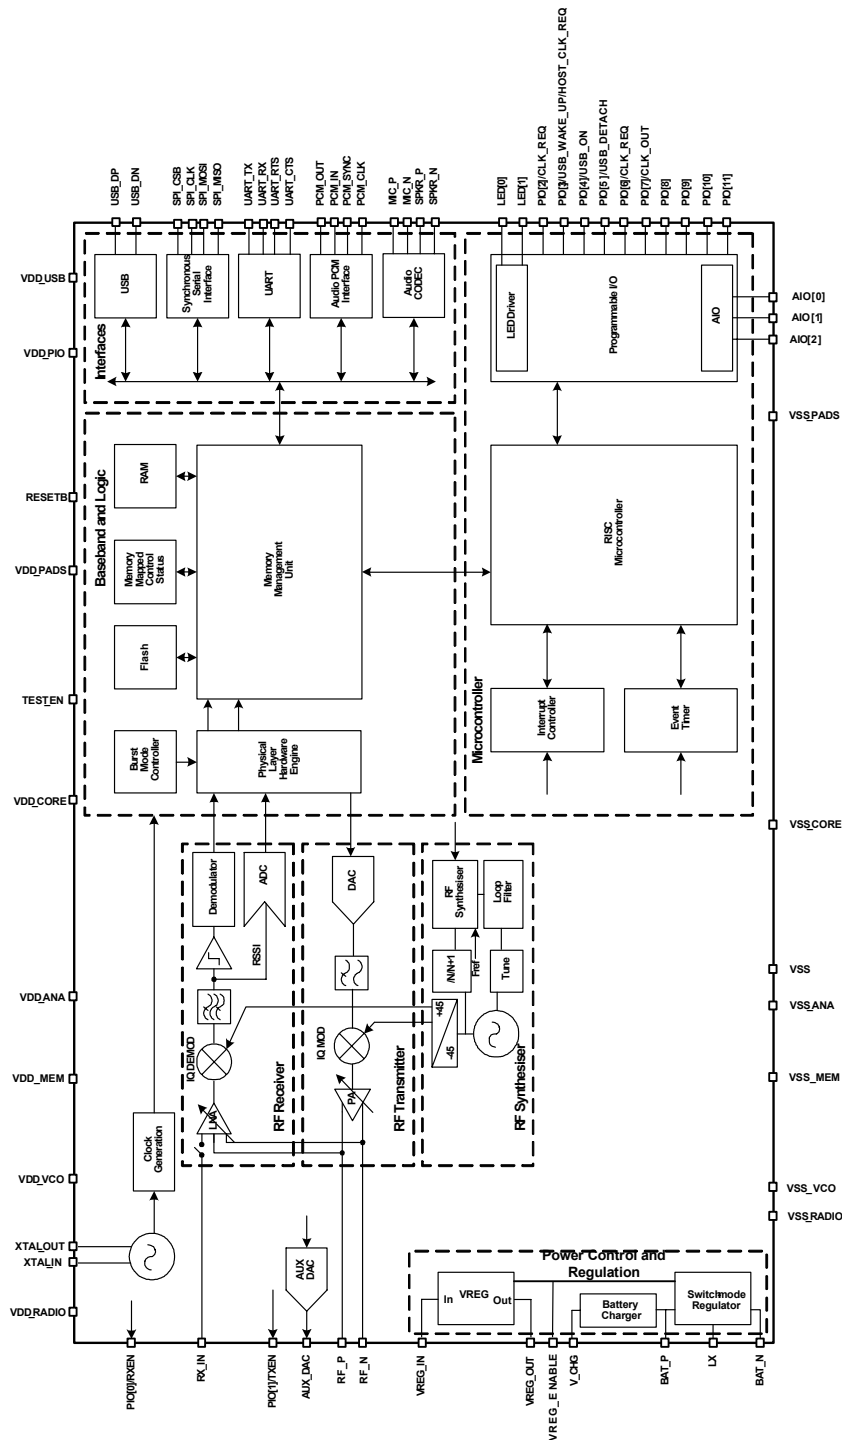 USB_DP
USB_DN
SPI_CSB
SPI_CLK
SPI_MOSI
SPI_MISO
UART_TX
UART_RX
UART_RTS
UART_CTS
PCM_OUT
PCM_IN
PCM_SYNC
PCM_CLK
MIC_P
MIC_N
SPKR_P
SPKR_N
LED[0]
LED[1]
PIO[2]/CLK_REQ
PIO[3]/USB_WAKE_UP/HOST_CLK_REQ
PIO[4]/USB_ON
PIO[5]/USB_DETACH
PIO[6]/CLK_REQ
PIO[7]/CLK_OUT
PIO[8]
PIO[9]
PIO[10]
PIO[11]
VDD_USB
VDD_PIO
RESETB
VDD_PADS
TEST_EN
VDD_CORE
VDD_ANA
VDD_MEM
VDD_VCO
XTAL_OUT
XTAL_IN
VDD_RADIO
Interfaces
USB
Synchronous
Serial
Interface
UART
Audio PCM
Interface
Audio
CODEC
LED Driver
Programmable I/O
AIO
AIO[0]
AIO[1]
AIO[2]
VSS_PADS
VSS_CORE
VSS
VSS_ANA
VSS_MEM
VSS_VCO
VSS_RADIO
Baseband and Logic
RAM
Memory
Mapped
Control
Status
Flash
Burst
Mode
Controller
Memory
Management
Unit
Physical
Layer
Hardware
Engine
Microcontroller
RISC
Microcontroller
Interrupt
Controller
Event
Timer
Demodulator
ADC
RSSI
IQ DEMOD
LNA
RF Receiver
DAC
IQ MOD
PA
RF Transmitter
RF
Synthesiser
Loop
Filter
/N/N+1
Fref
Tune
+45
-45
RF Synthesiser
Clock
Generation
AUX
DAC
Power Control and
Regulation
In
VREG
Out
Battery
Charger
Switchmode
Regulator
PIO[0]/RXEN
RX_IN
PIO[1]/TXEN
AUX_DAC
RF_P
RF_N
VREG_IN
VREG_OUT
VREG_ENABLE
V_CHG
BAT_P
LX
BAT_N